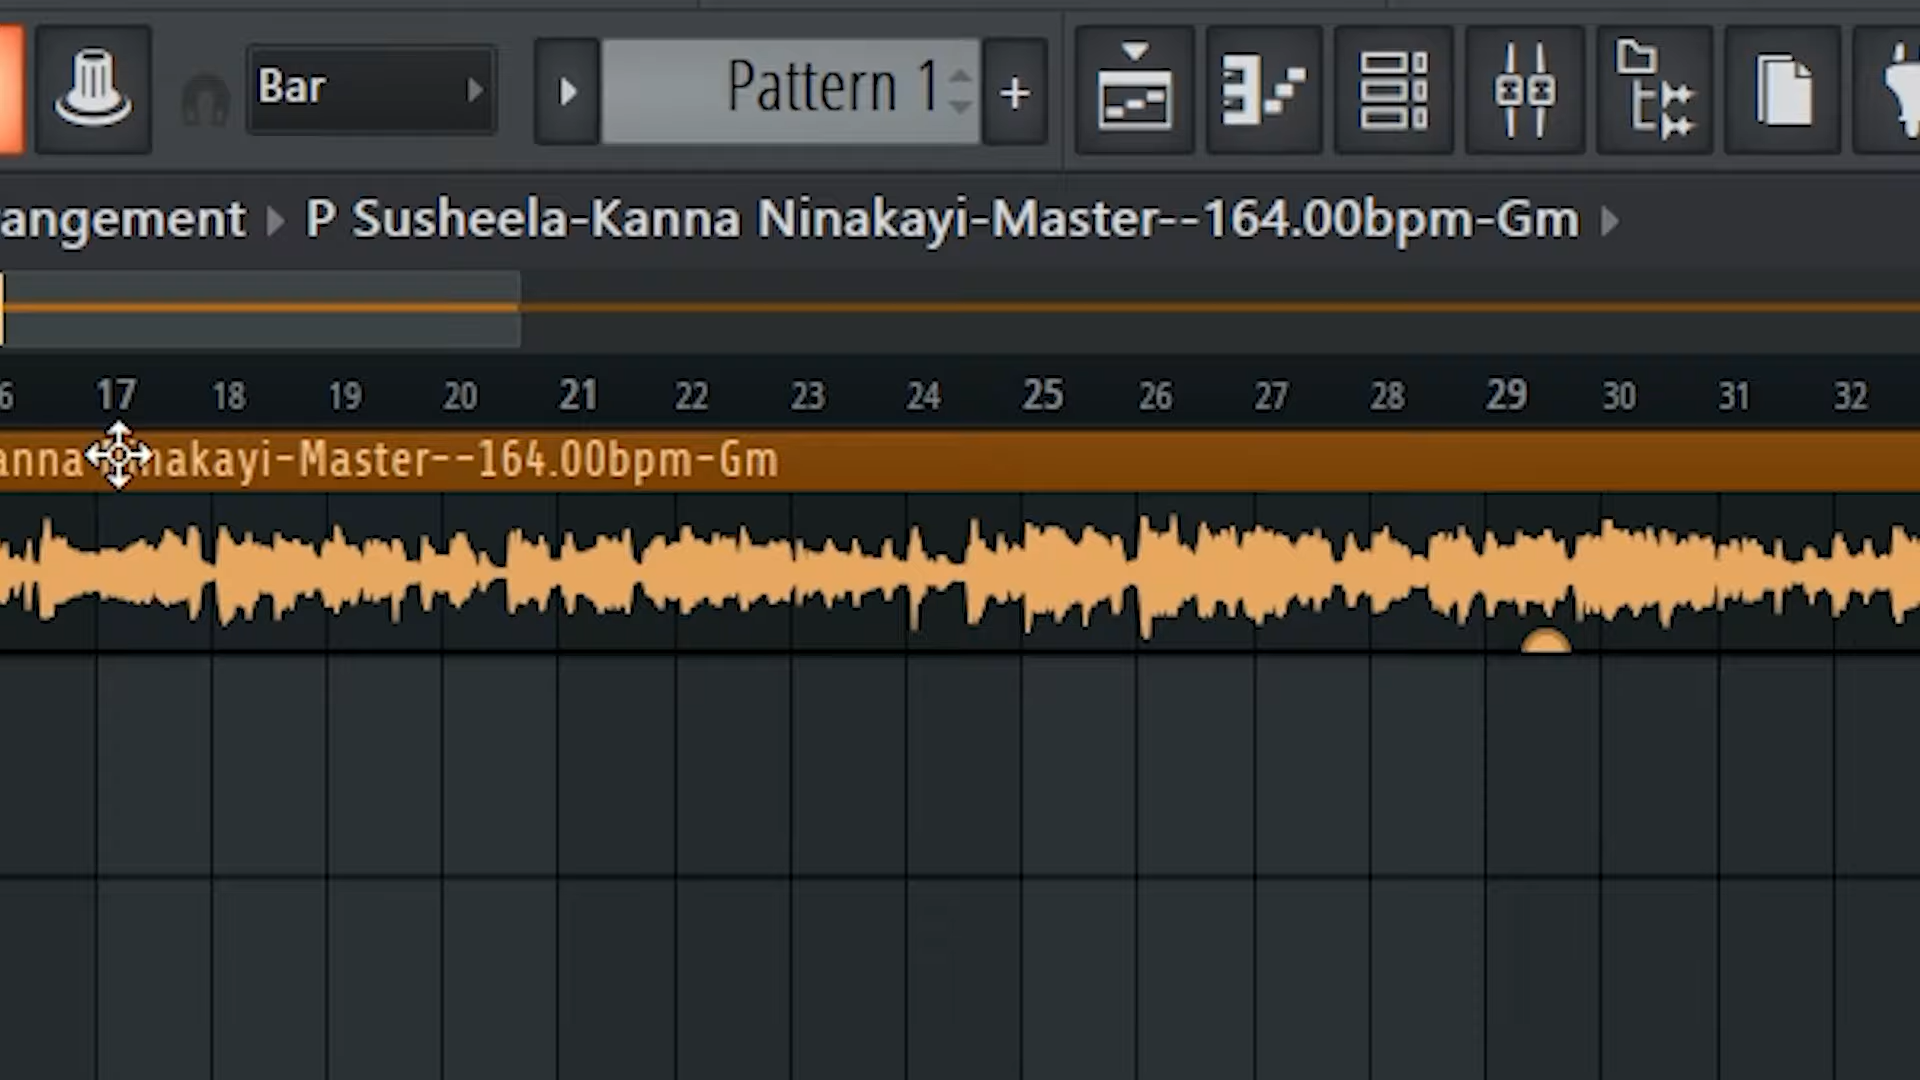 Bar
Pattern 1
+
angement P Susheela-Kanna Ninakayi-Master--164.00bpm-Gm
6 17 18 19 20 21 22 23 24 25 26 27 28 29 30 31 32
anna nakayi-Master--164.00bpm-Gm